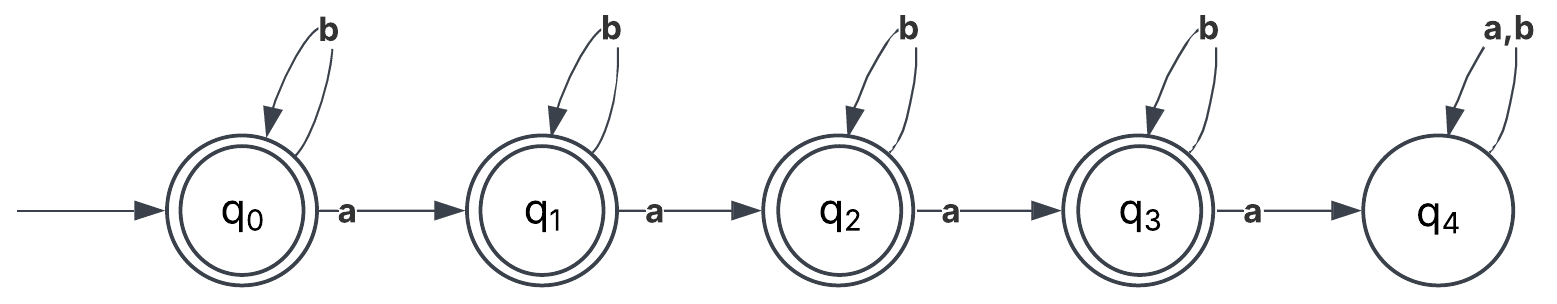 b b b b a,b
q₀ a q₁ a q₂ a q₃ a q₄